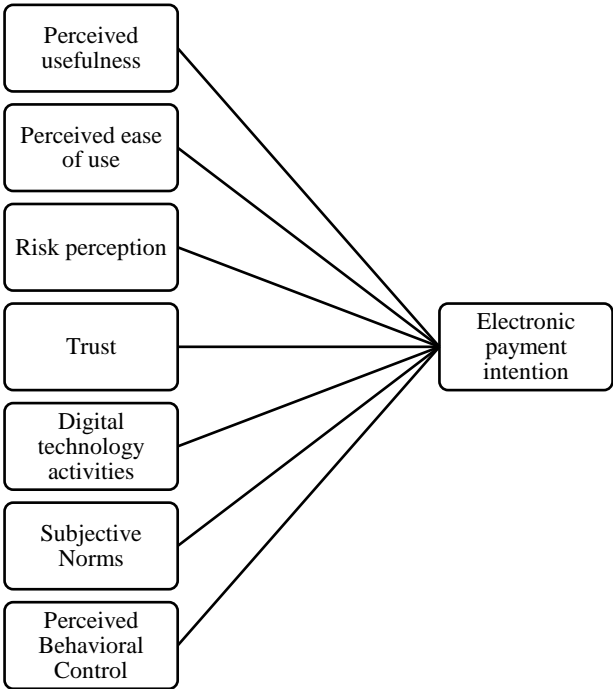 Perceived
usefulness
Perceived ease
of use
Risk perception
Trust
Digital
technology
activities
Subjective
Norms
Perceived
Behavioral
Control
Electronic
payment
intention